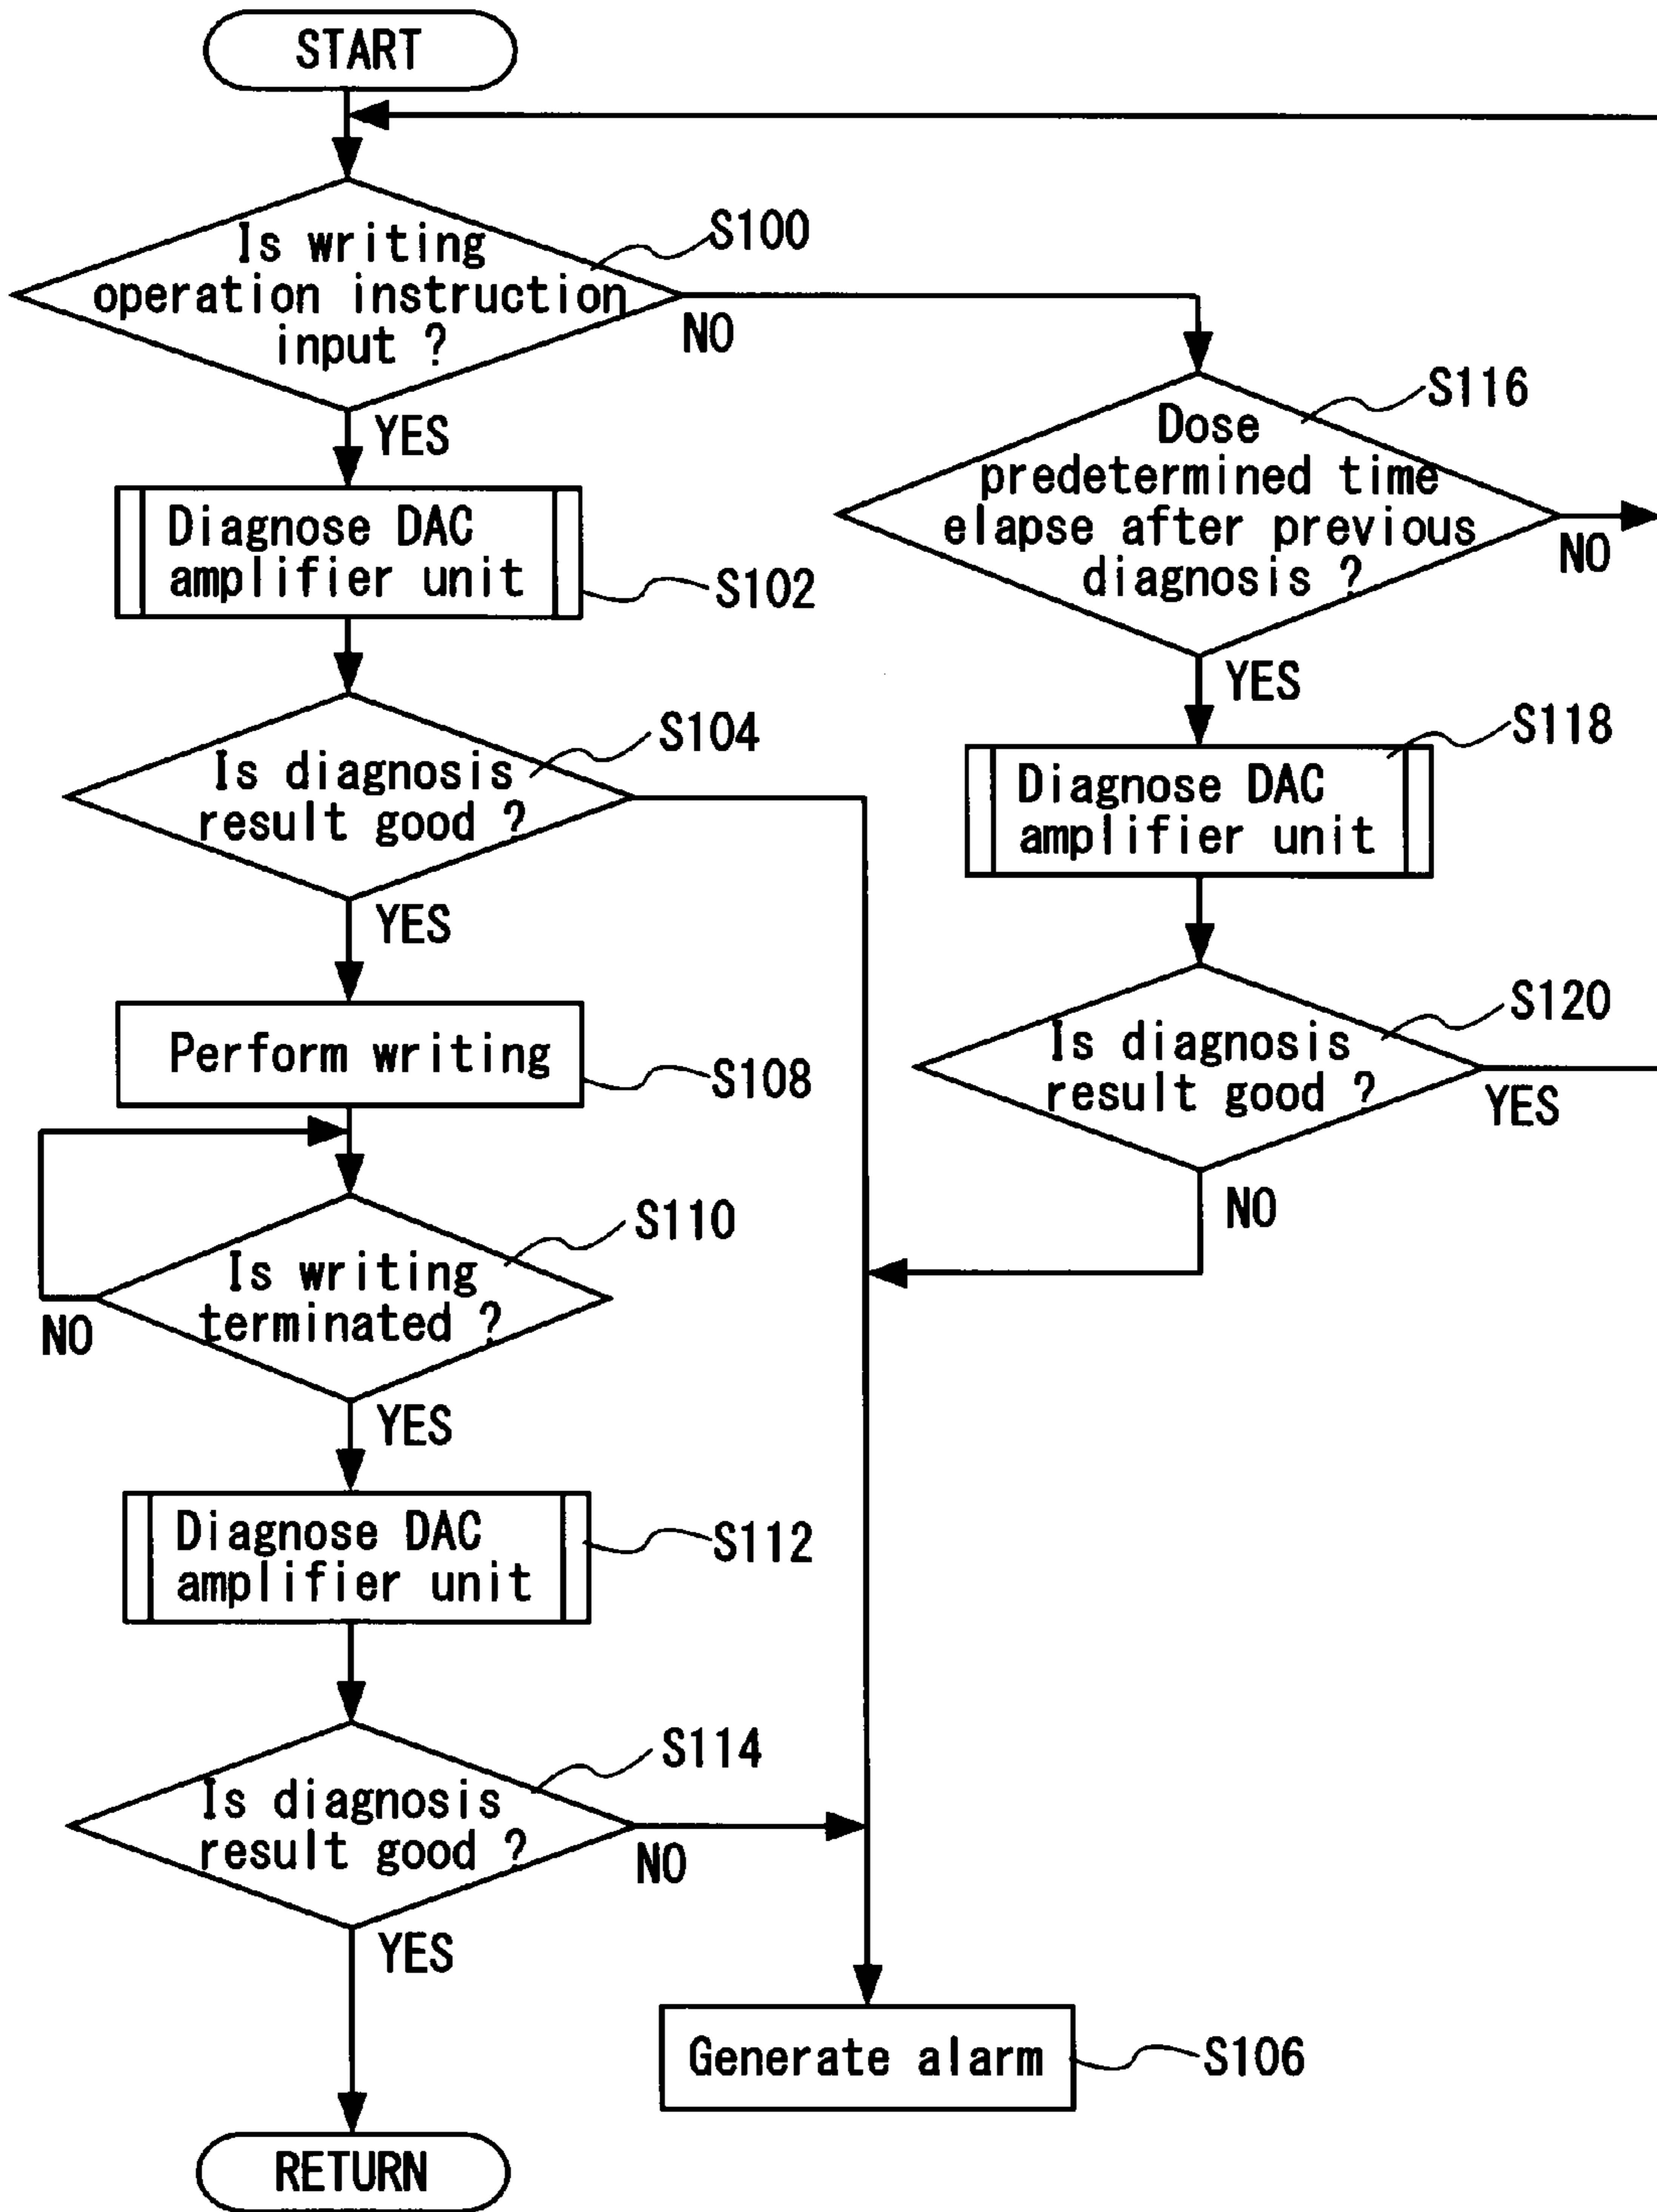 START
Is writing
operation instruction
input ?
S100
NO
YES
Diagnose DAC
amplifier unit
S102
Is diagnosis
result good ?
S104
YES
Perform writing
S108
Is writing
terminated ?
S110
NO
YES
Diagnose DAC
amplifier unit
S112
Is diagnosis
result good ?
S114
NO
YES
RETURN
Dose
predetermined time
elapse after previous
diagnosis ?
S116
NO
YES
Diagnose DAC
amplifier unit
S118
Is diagnosis
result good ?
S120
YES
NO
Generate alarm
S106